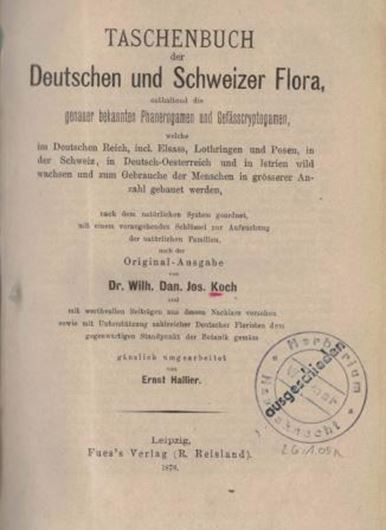 TASCHENBUCH
der
Deutschen und Schweizer Flora,
enthaltend die
genauer bekannten Phanerogamen und Gefässcryptogamen,
welche
im Deutschen Reich, incl. Elsass, Lothringen und Posen, in
der Schweiz, in Deutsch-Oesterreich und in Istrien wild
wachsen und zum Gebrauche der Menschen in grösserer An-
zahl gebauet werden,
nach dem natürlichen System geordnet,
mit einem vorangehenden Schlüssel zur Aufsuchung
der natürlichen Familien,
nach der
Original-Ausgabe
von
Dr. Wilh. Dan. Jos. Koch
und
mit werthvollen Beiträgen aus dessen Nachlass versehen
sowie mit Unterstützung zahlreicher Deutscher Floristen dem
gegenwärtigen Standpunkt der Botanik gemäss
gänzlich umgearbeitet
von
Ernst Hallier.
Herbarium
Haussknecht
ausgeschieden
Leipzig,
Fues's Verlag (R. Reisland).
1878.